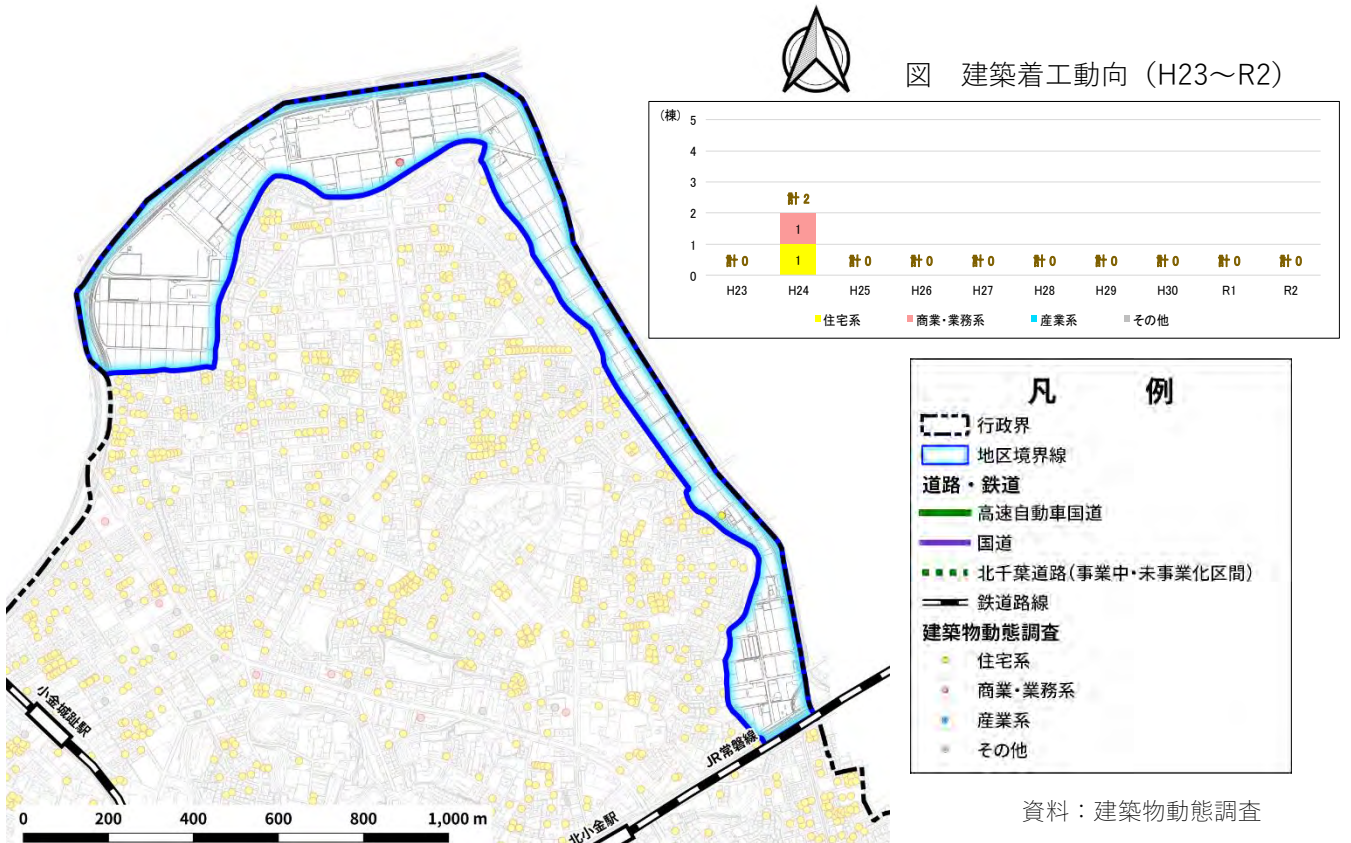 図 建築着工動向（H23～R2）
(棟)
5
4
3
2
1
0
計 0
計 2
1
1
計 0
計 0
計 0
計 0
計 0
計 0
計 0
計 0
H23 H24 H25 H26 H27 H28 H29 H30 R1 R2
住宅系 商業・業務系 産業系 その他
凡 例
行政界
地区境界線
道路・鉄道
高速自動車国道
国道
北千葉道路(事業中・未事業化区間)
鉄道路線
建築物動態調査
住宅系
商業・業務系
産業系
その他
資料：建築物動態調査
小金城趾駅
JR常磐線
北小金駅
0 200 400 600 800 1,000 m